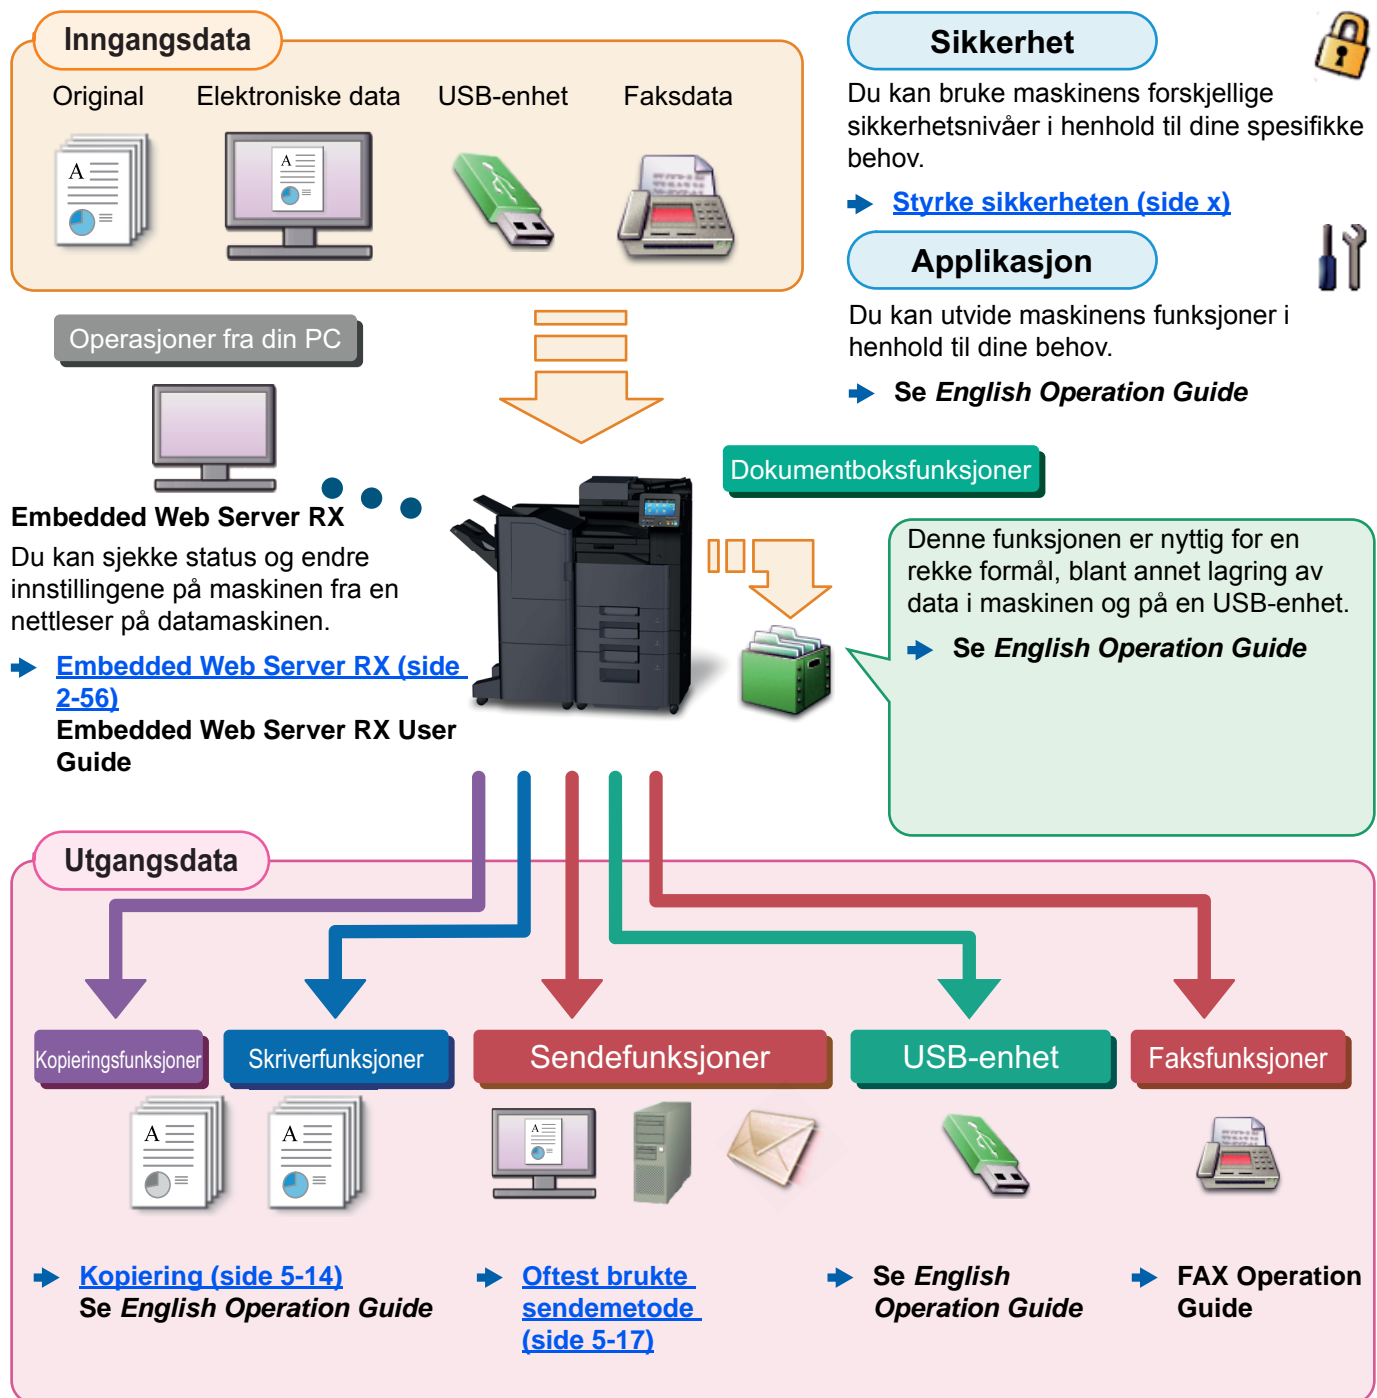 Inngangsdata
Original
Elektroniske data
USB-enhet
Faksdata
Sikkerhet
Du kan bruke maskinens forskjellige
sikkerhetsnivåer i henhold til dine spesifikke
behov.
Styrke sikkerheten (side x)
Applikasjon
Du kan utvide maskinens funksjoner i
henhold til dine behov.
Se English Operation Guide
Operasjoner fra din PC
Embedded Web Server RX
Du kan sjekke status og endre
innstillingene på maskinen fra en
nettleser på datamaskinen.
Embedded Web Server RX (side
2-56)
Embedded Web Server RX User
Guide
Dokumentboksfunksjoner
Denne funksjonen er nyttig for en
rekke formål, blant annet lagring av
data i maskinen og på en USB-enhet.
Se English Operation Guide
Utgangsdata
Kopieringsfunksjoner
Skriverfunksjoner
Sendefunksjoner
USB-enhet
Faksfunksjoner
Kopiering (side 5-14)
Se English Operation Guide
Oftest brukte
sendemetode
(side 5-17)
Se English
Operation Guide
FAX Operation
Guide